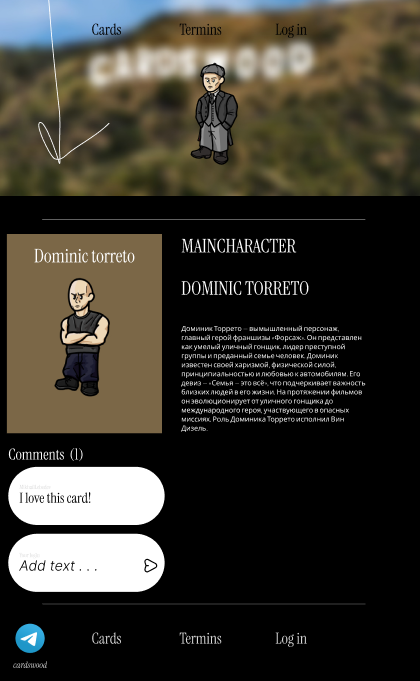 Cards Termins Log in
CARDSWOOD
Dominic torreto
MAINCHARACTER
DOMINIC TORRETO
Доминик Торретто – вымышленный персонаж,
главный герой франшизы «Форсаж». Он представлен
как умелый уличный гонщик, лидер преступной
группы и преданный семье человек. Доминик
известен своей харизмой, физической силой,
принципиальностью и любовью к автомобилям. Его
девиз – «Семья – это всё», что подчеркивает важность
близких людей в его жизни. На протяжении фильмов
он эволюционирует от уличного гонщика до
международного героя, участвующего в опасных
миссиях. Роль Доминика Торретто исполнил Вин
Дизель.
Comments (1)
I love this card!
Add text . . .
Cards Termins Log in
cardswood